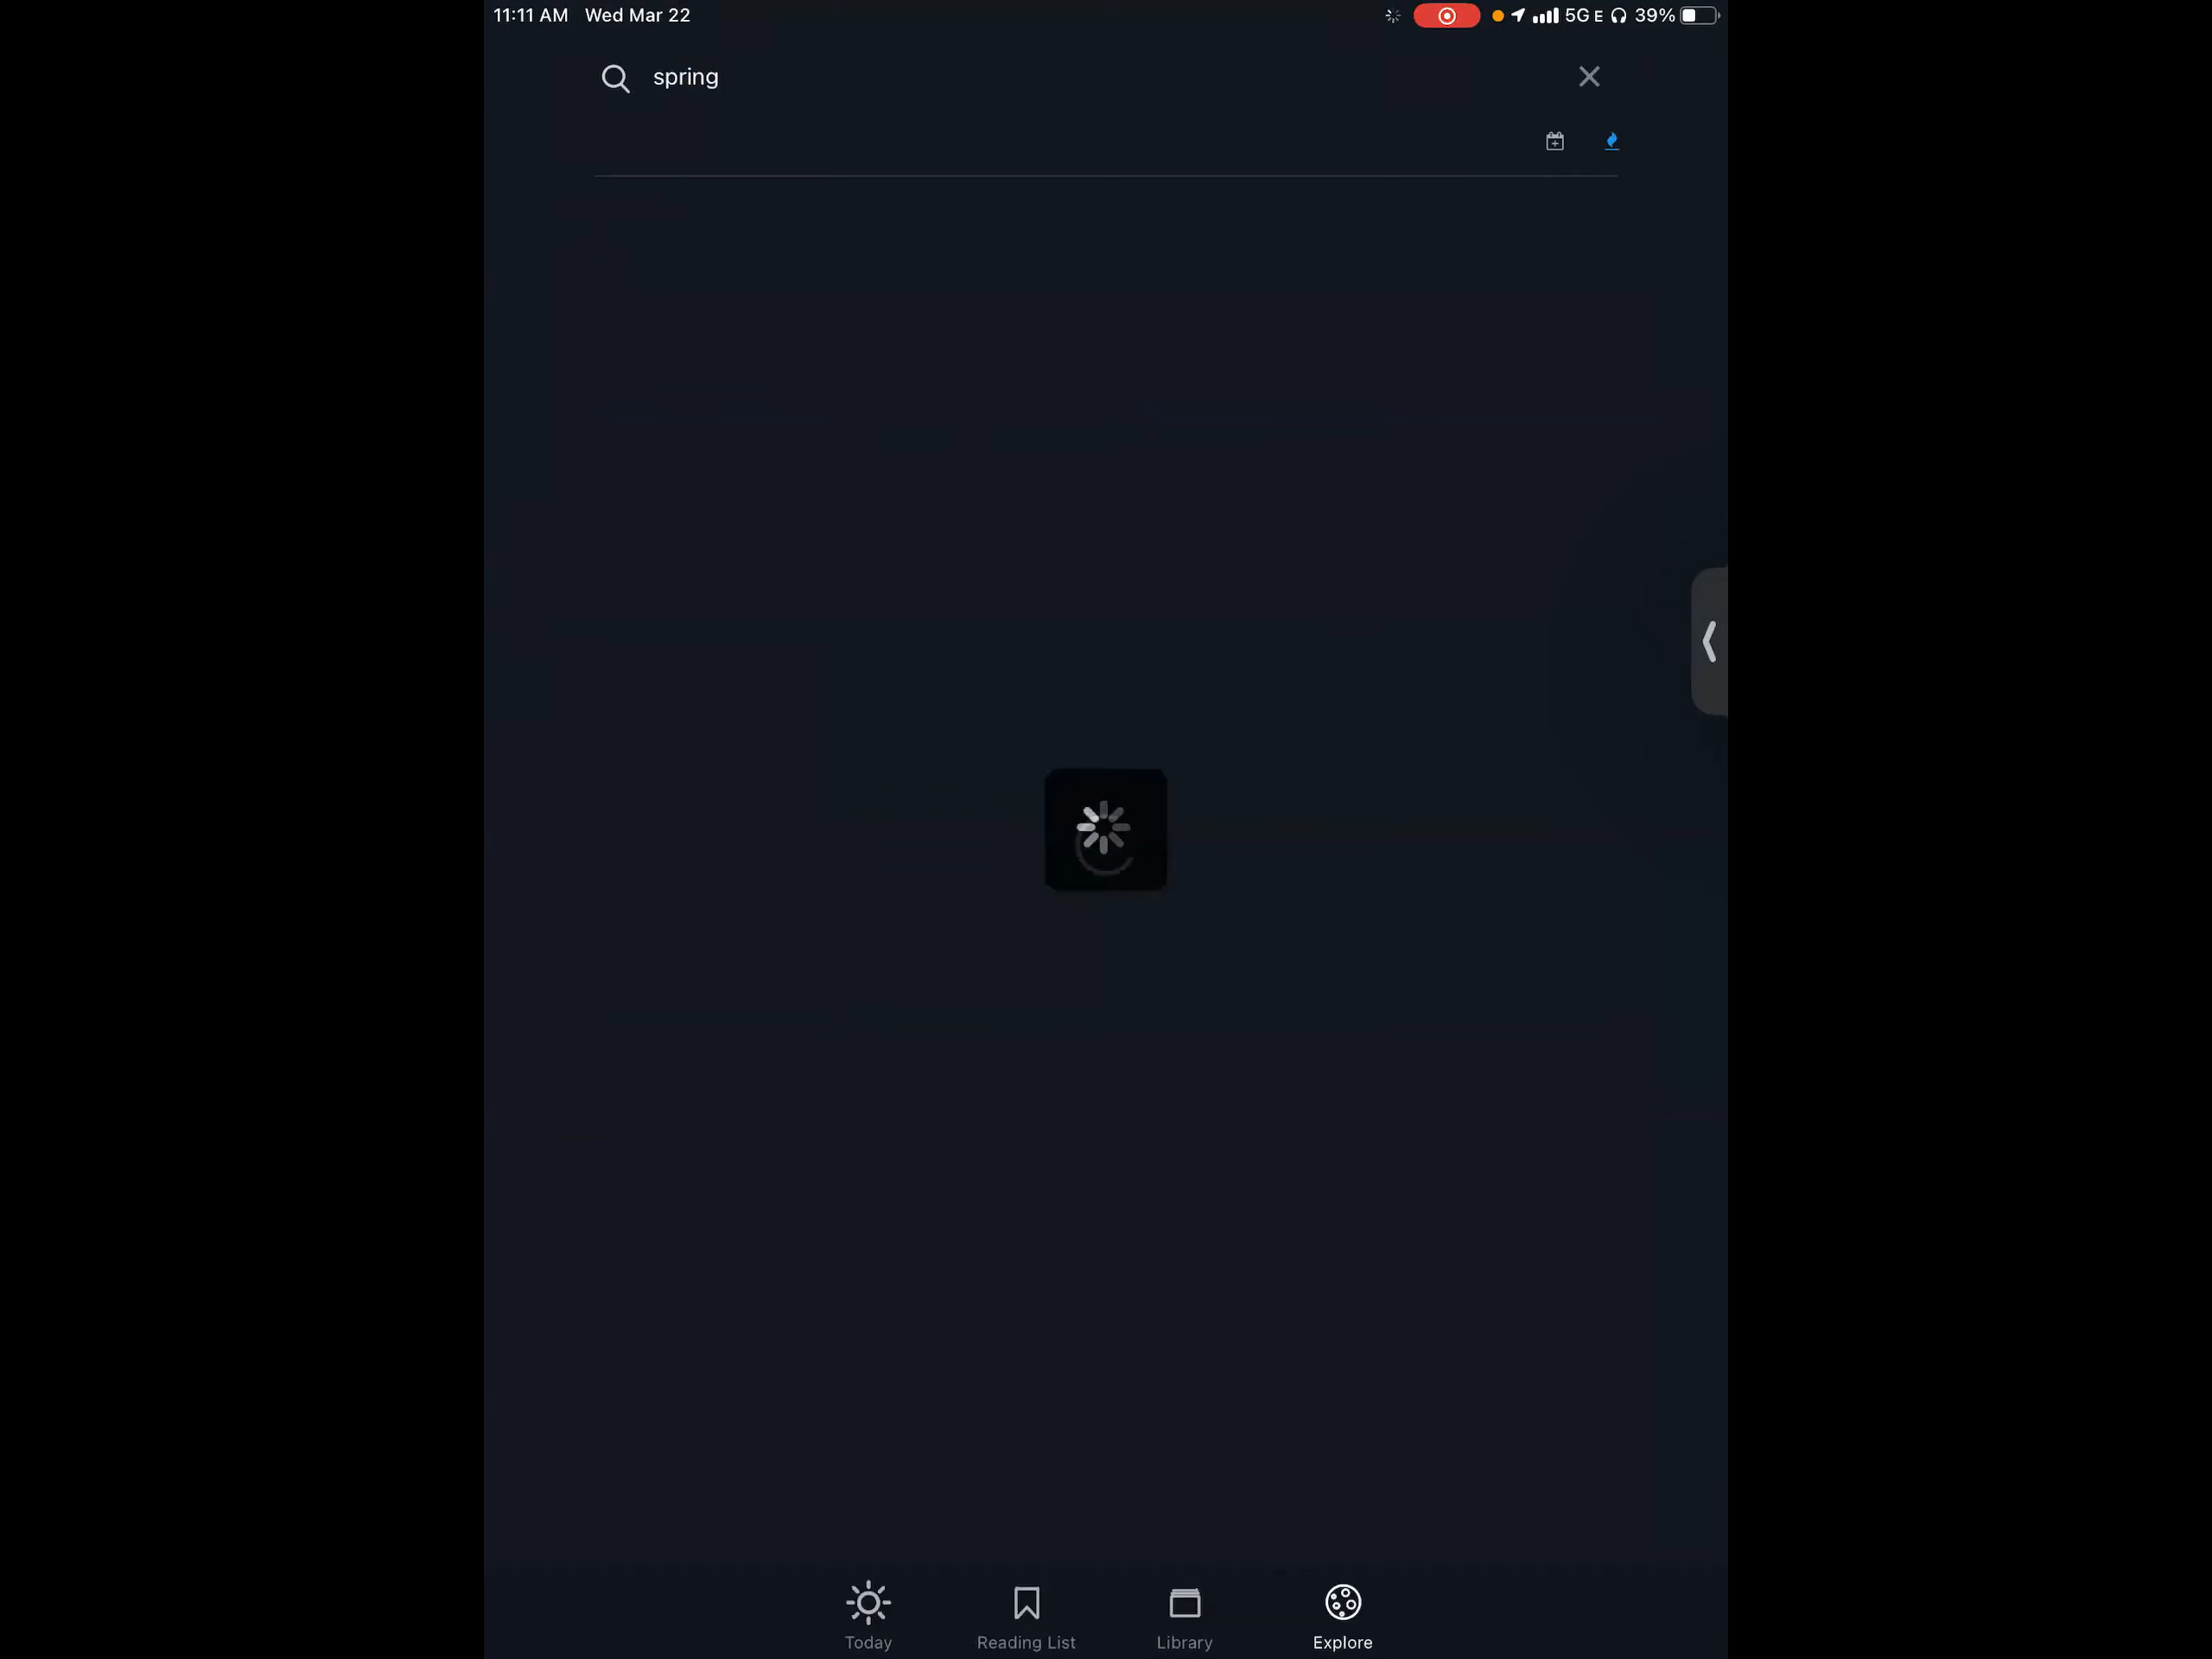 11:11 AM Wed Mar 22
5G E 39%
spring
Today
Reading List
Library
Explore